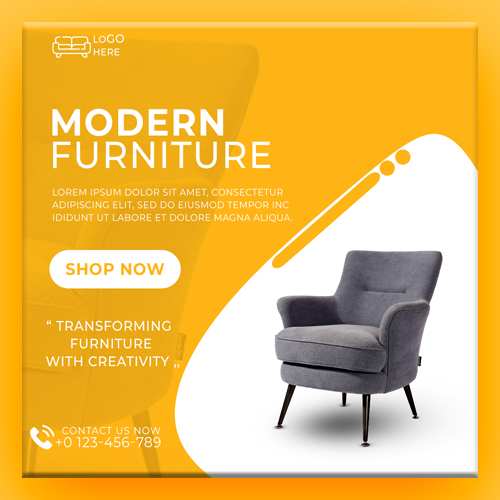 LOGO
HERE
MODERN
FURNITURE
LOREM IPSUM DOLOR SIT AMET, CONSECTETUR
ADIPISCING ELIT, SED DO EIUSMOD TEMPOR INC
IDIDUNT UT LABORE ET DOLORE MAGNA ALIQUA.
SHOP NOW
“ TRANSFORMING
FURNITURE
WITH CREATIVITY „
CONTACT US NOW
+0 123-456-789